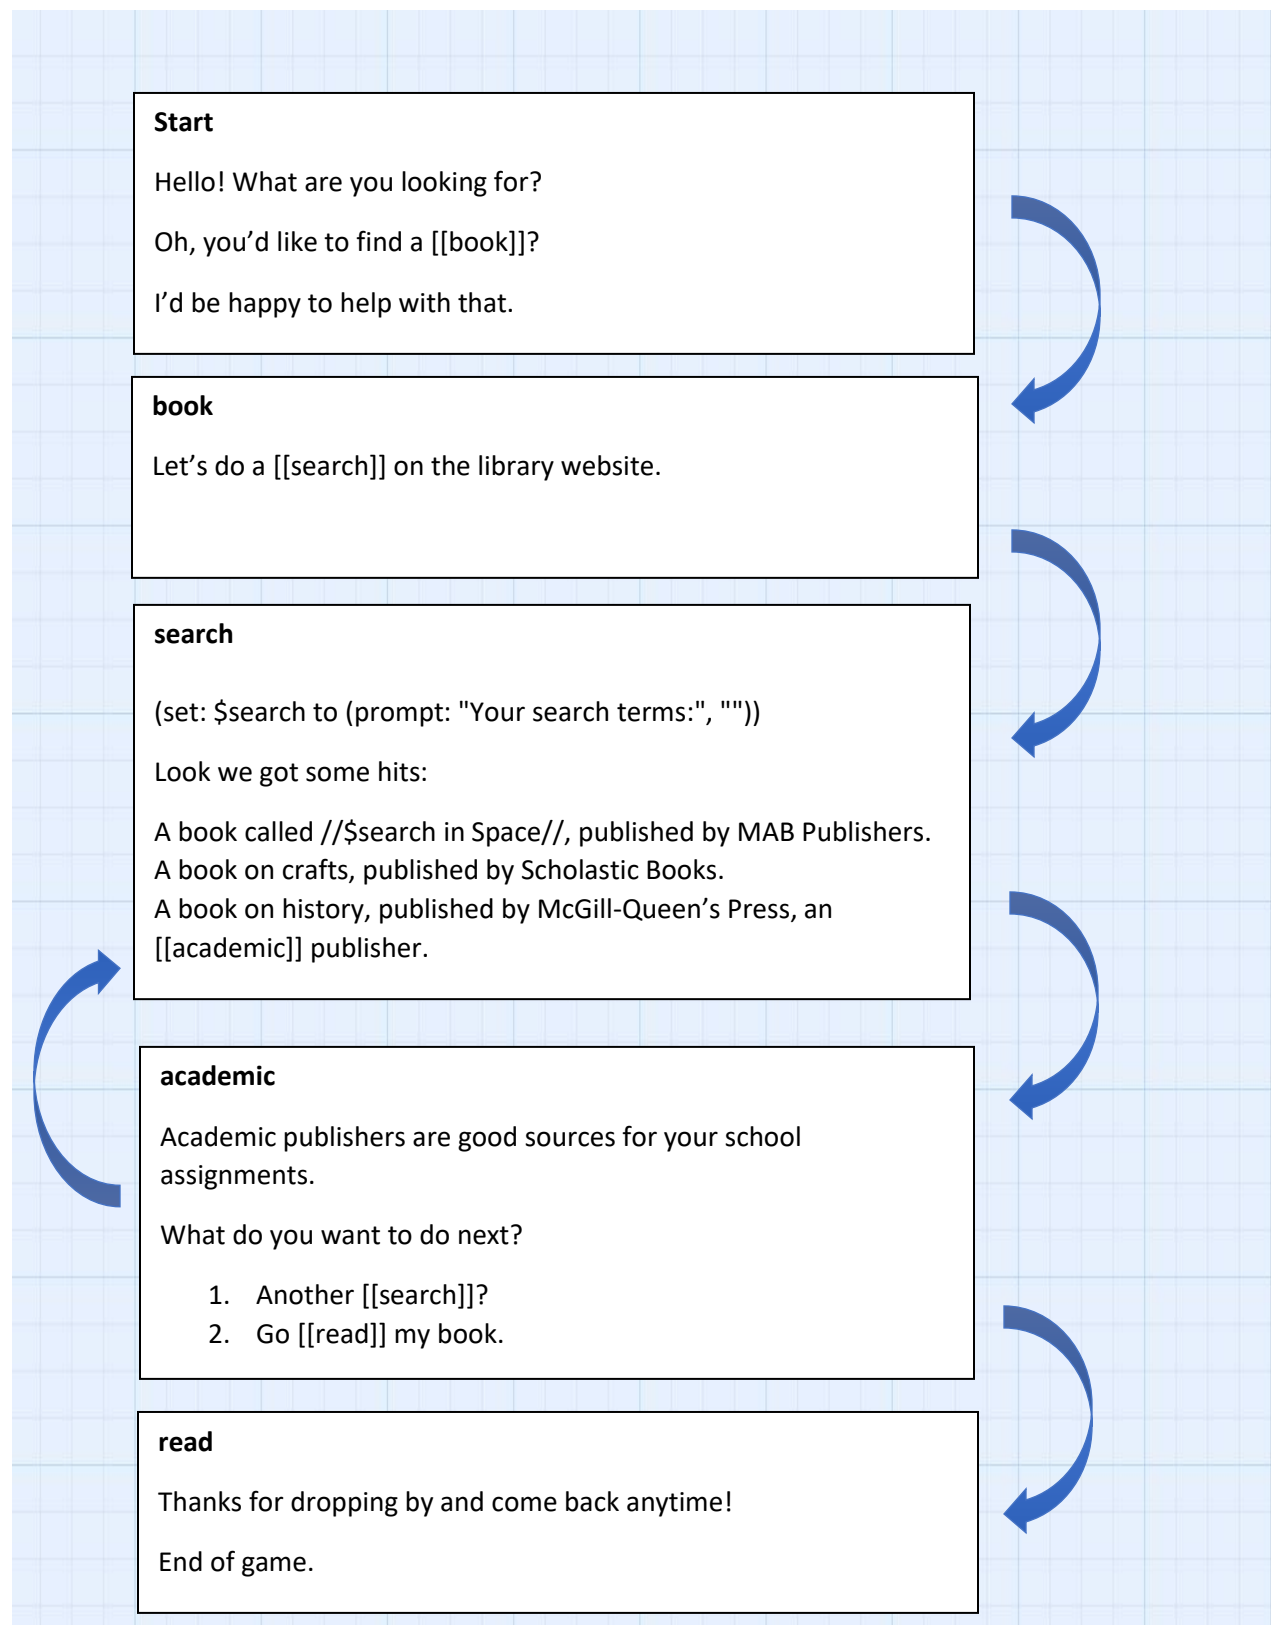 Start
Hello! What are you looking for?
Oh, you’d like to find a [[book]]?
I’d be happy to help with that.
book
Let’s do a [[search]] on the library website.
search
(set: $search to (prompt: "Your search terms:", ""))
Look we got some hits:
A book called //$search in Space//, published by MAB Publishers.
A book on crafts, published by Scholastic Books.
A book on history, published by McGill-Queen’s Press, an
[[academic]] publisher.
academic
Academic publishers are good sources for your school
assignments.
What do you want to do next?
1. Another [[search]]?
2. Go [[read]] my book.
read
Thanks for dropping by and come back anytime!
End of game.